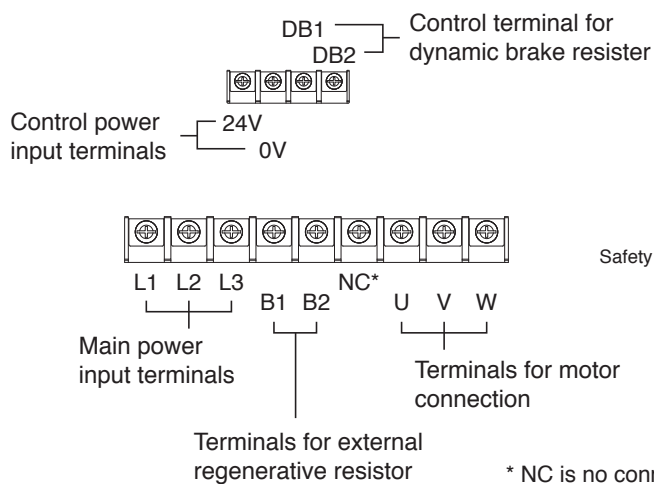 DB1
DB2
Control terminal for
dynamic brake resister
Control power
input terminals
24V
0V
L1 L2 L3
B1 B2
NC*
U V W
Safety
Main power
input terminals
Terminals for motor
connection
Terminals for external
regenerative resistor
* NC is no